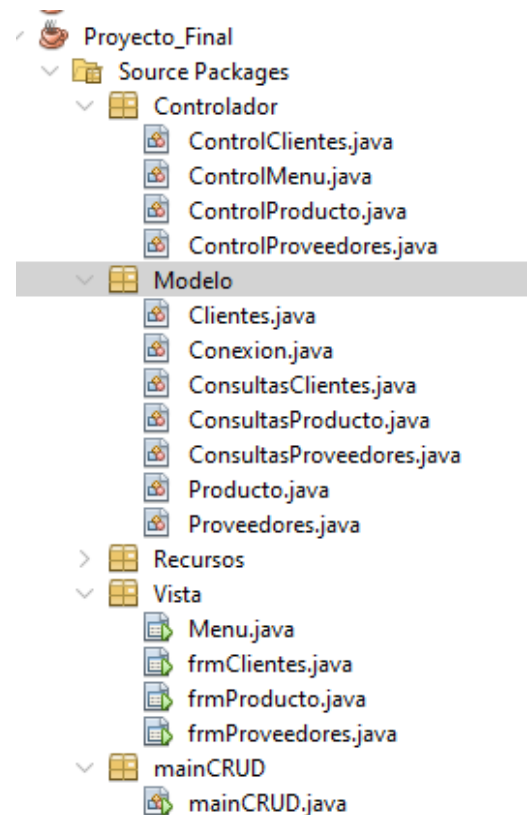 Proyecto_Final
Source Packages
Controlador
ControlClientes.java
ControlMenu.java
ControlProducto.java
ControlProveedores.java
Modelo
Clientes.java
Conexion.java
ConsultasClientes.java
ConsultasProducto.java
ConsultasProveedores.java
Producto.java
Proveedores.java
Recursos
Vista
Menu.java
frmClientes.java
frmProducto.java
frmProveedores.java
mainCRUD
mainCRUD.java